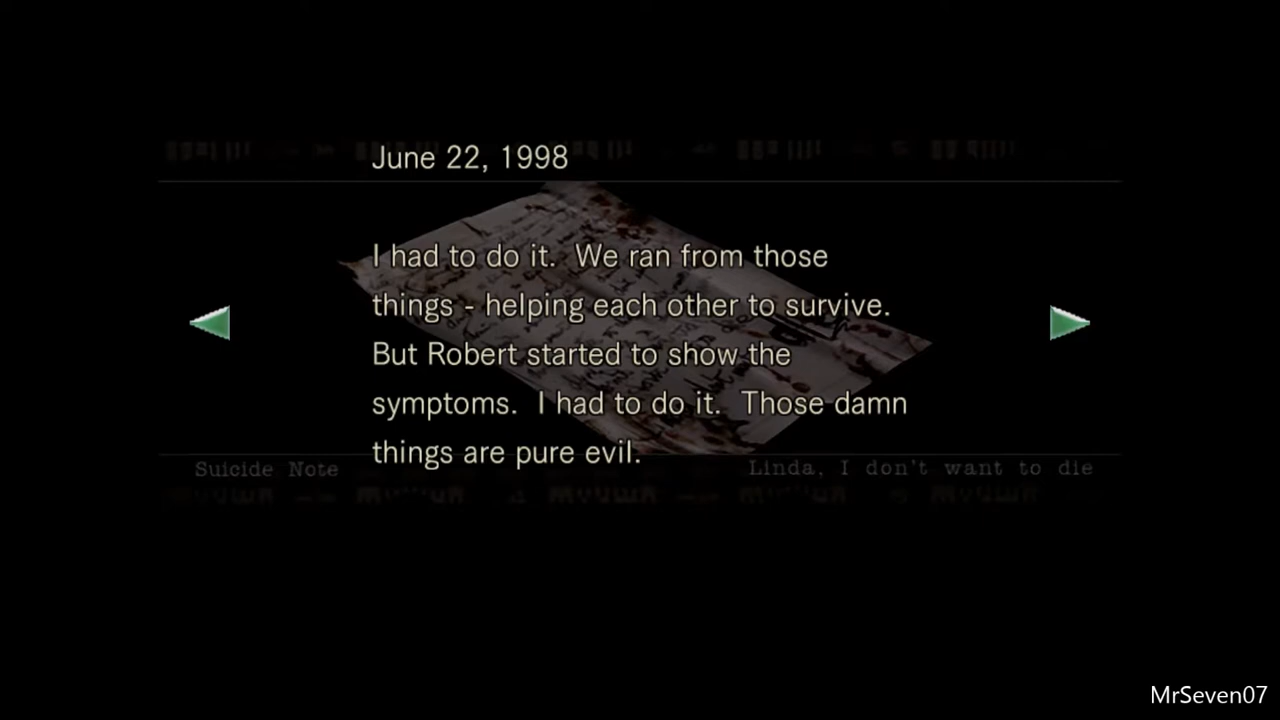 June 22, 1998
I had to do it. We ran from those
things - helping each other to survive.
But Robert started to show the
symptoms. I had to do it. Those damn
things are pure evil.
Suicide Note
Linda, I don't want to die
MrSeven07